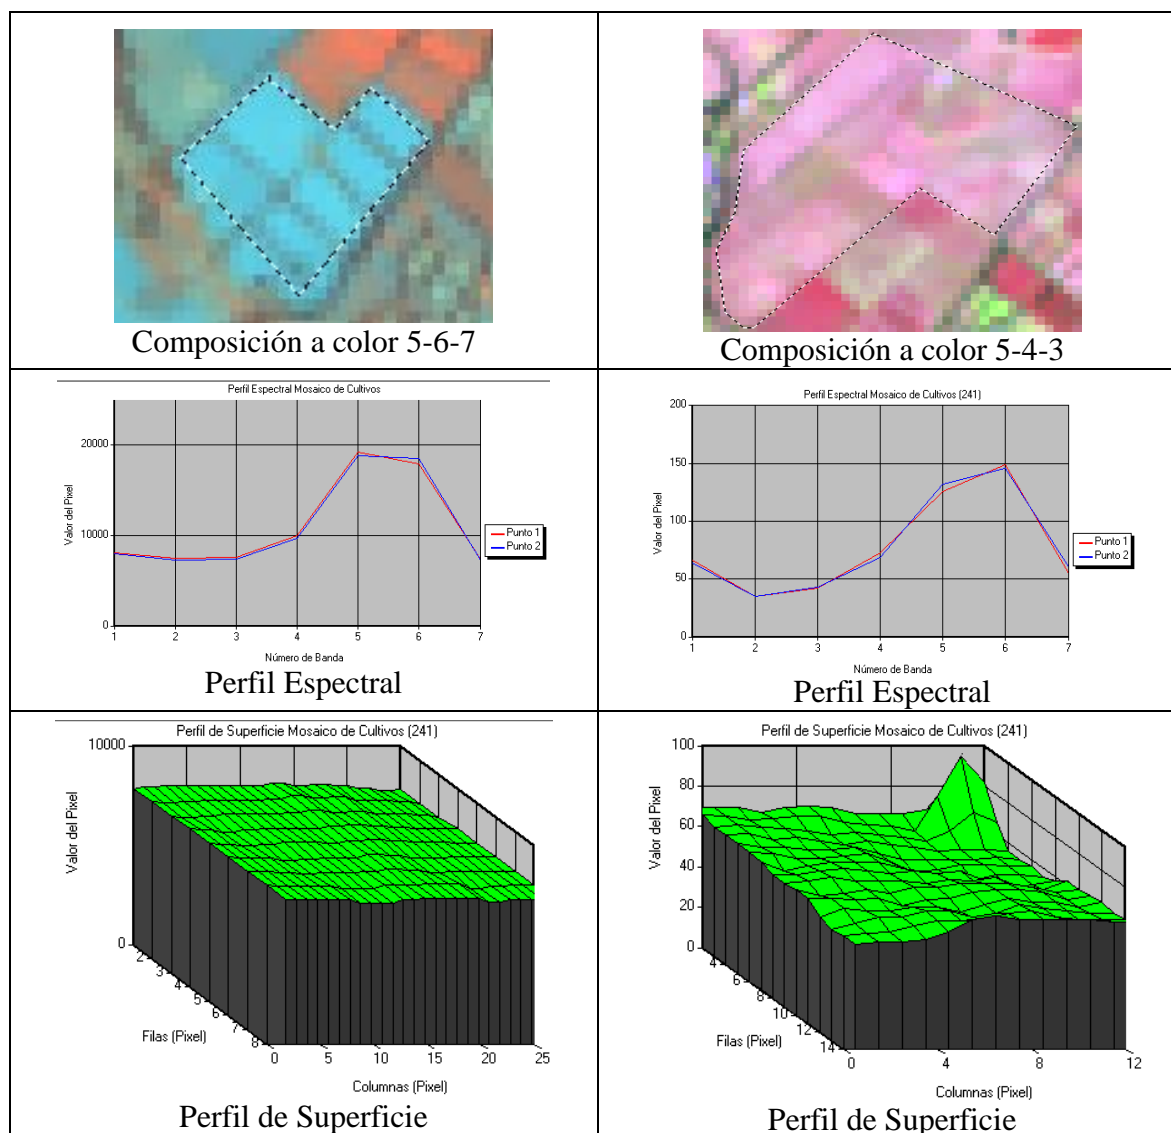 Composición a color 5-6-7
Composición a color 5-4-3
Perfil Espectral Mosaico de Cultivos
20000
10000
0
Valor del Pixel
1 2 3 4 5 6 7
Número de Banda
Punto 1
Punto 2
Perfil Espectral
Perfil Espectral Mosaico de Cultivos (241)
200
150
100
50
0
Valor del Pixel
1 2 3 4 5 6 7
Número de Banda
Punto 1
Punto 2
Perfil Espectral
Perfil de Superficie Mosaico de Cultivos (241)
10000
0
Valor del Pixel
2 3 4 5 6 7 8
Filas (Pixel)
0 5 10 15 20 25
Columnas (Pixel)
Perfil de Superficie
Perfil de Superficie Mosaico de Cultivos (241)
100
80
60
40
20
0
Valor del Pixel
4 6 8 10 12 14
Filas (Pixel)
0 4 8 12
Columnas (Pixel)
Perfil de Superficie